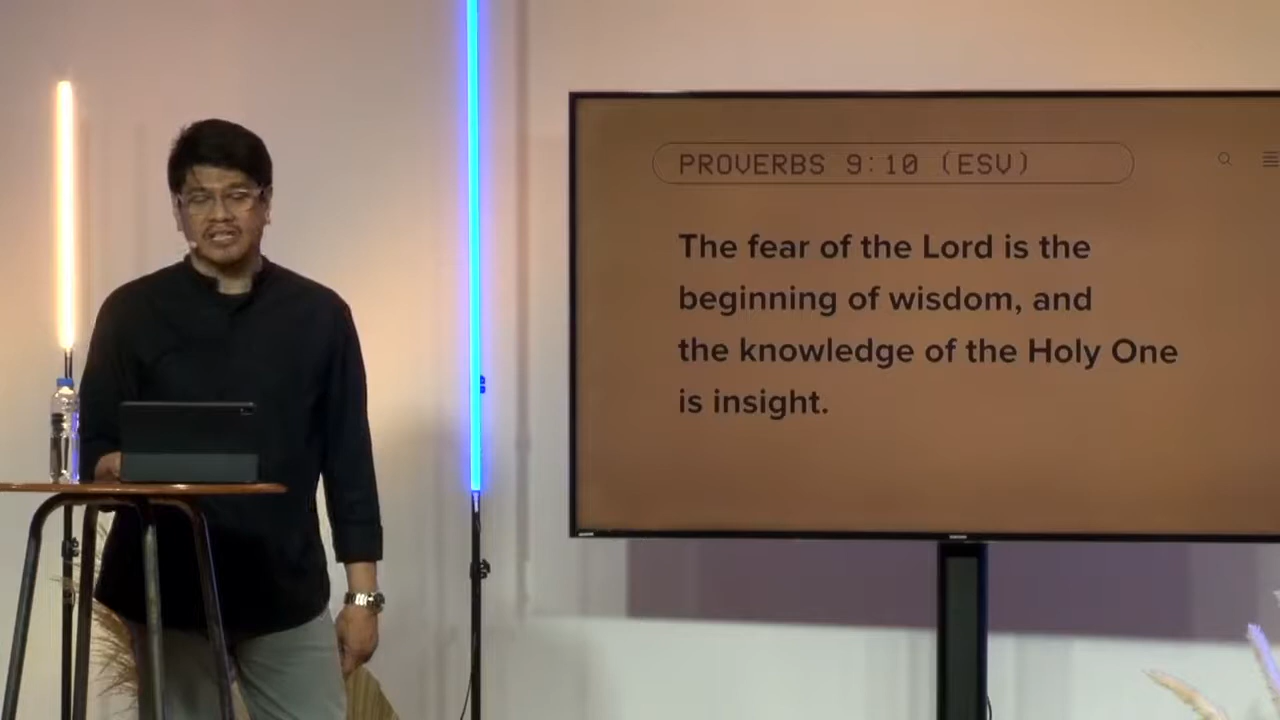 PROVERBS 9:10 (ESV)
The fear of the Lord is the
beginning of wisdom, and
the knowledge of the Holy One
is insight.